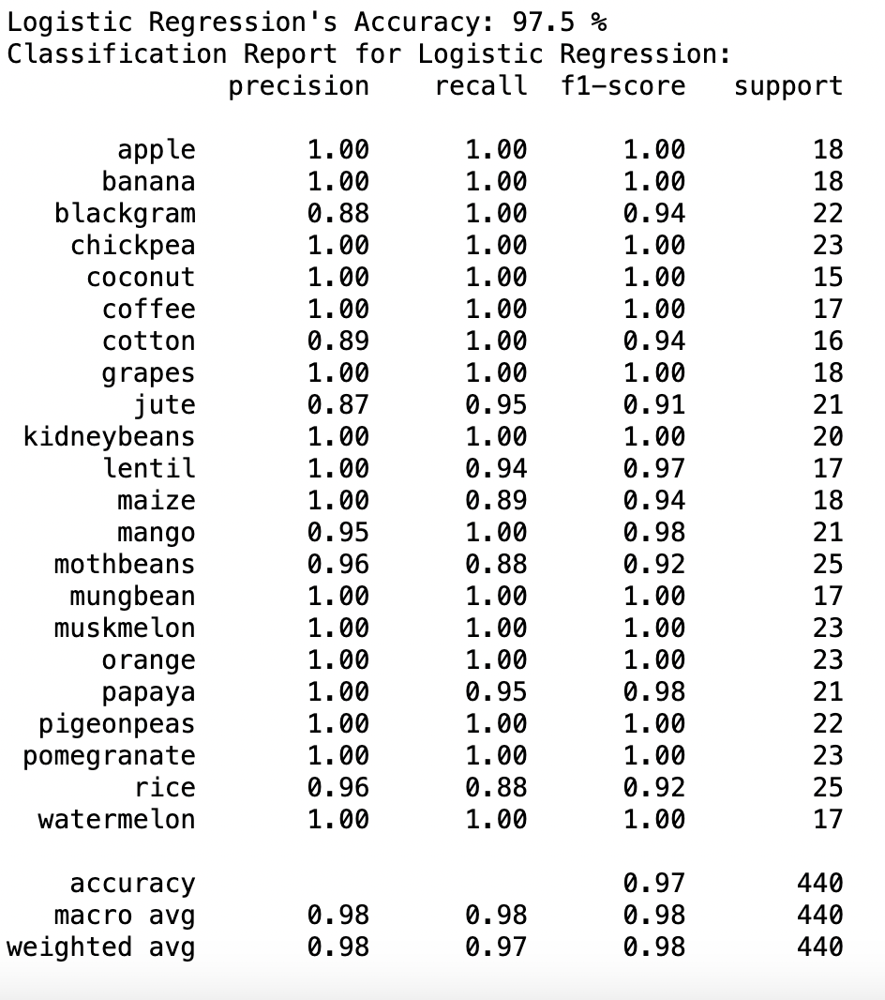 Logistic Regression's Accuracy: 97.5 %
Classification Report for Logistic Regression:
precision recall f1-score support
apple 1.00 1.00 1.00 18
banana 1.00 1.00 1.00 18
blackgram 0.88 1.00 0.94 22
chickpea 1.00 1.00 1.00 23
coconut 1.00 1.00 1.00 15
coffee 1.00 1.00 1.00 17
cotton 0.89 1.00 0.94 16
grapes 1.00 1.00 1.00 18
jute 0.87 0.95 0.91 21
kidneybeans 1.00 1.00 1.00 20
lentil 1.00 0.94 0.97 17
maize 1.00 0.89 0.94 18
mango 0.95 1.00 0.98 21
mothbeans 0.96 0.88 0.92 25
mungbean 1.00 1.00 1.00 17
muskmelon 1.00 1.00 1.00 23
orange 1.00 1.00 1.00 23
papaya 1.00 0.95 0.98 21
pigeonpeas 1.00 1.00 1.00 22
pomegranate 1.00 1.00 1.00 23
rice 0.96 0.88 0.92 25
watermelon 1.00 1.00 1.00 17
accuracy 0.97 440
macro avg 0.98 0.98 0.98 440
weighted avg 0.98 0.97 0.98 440